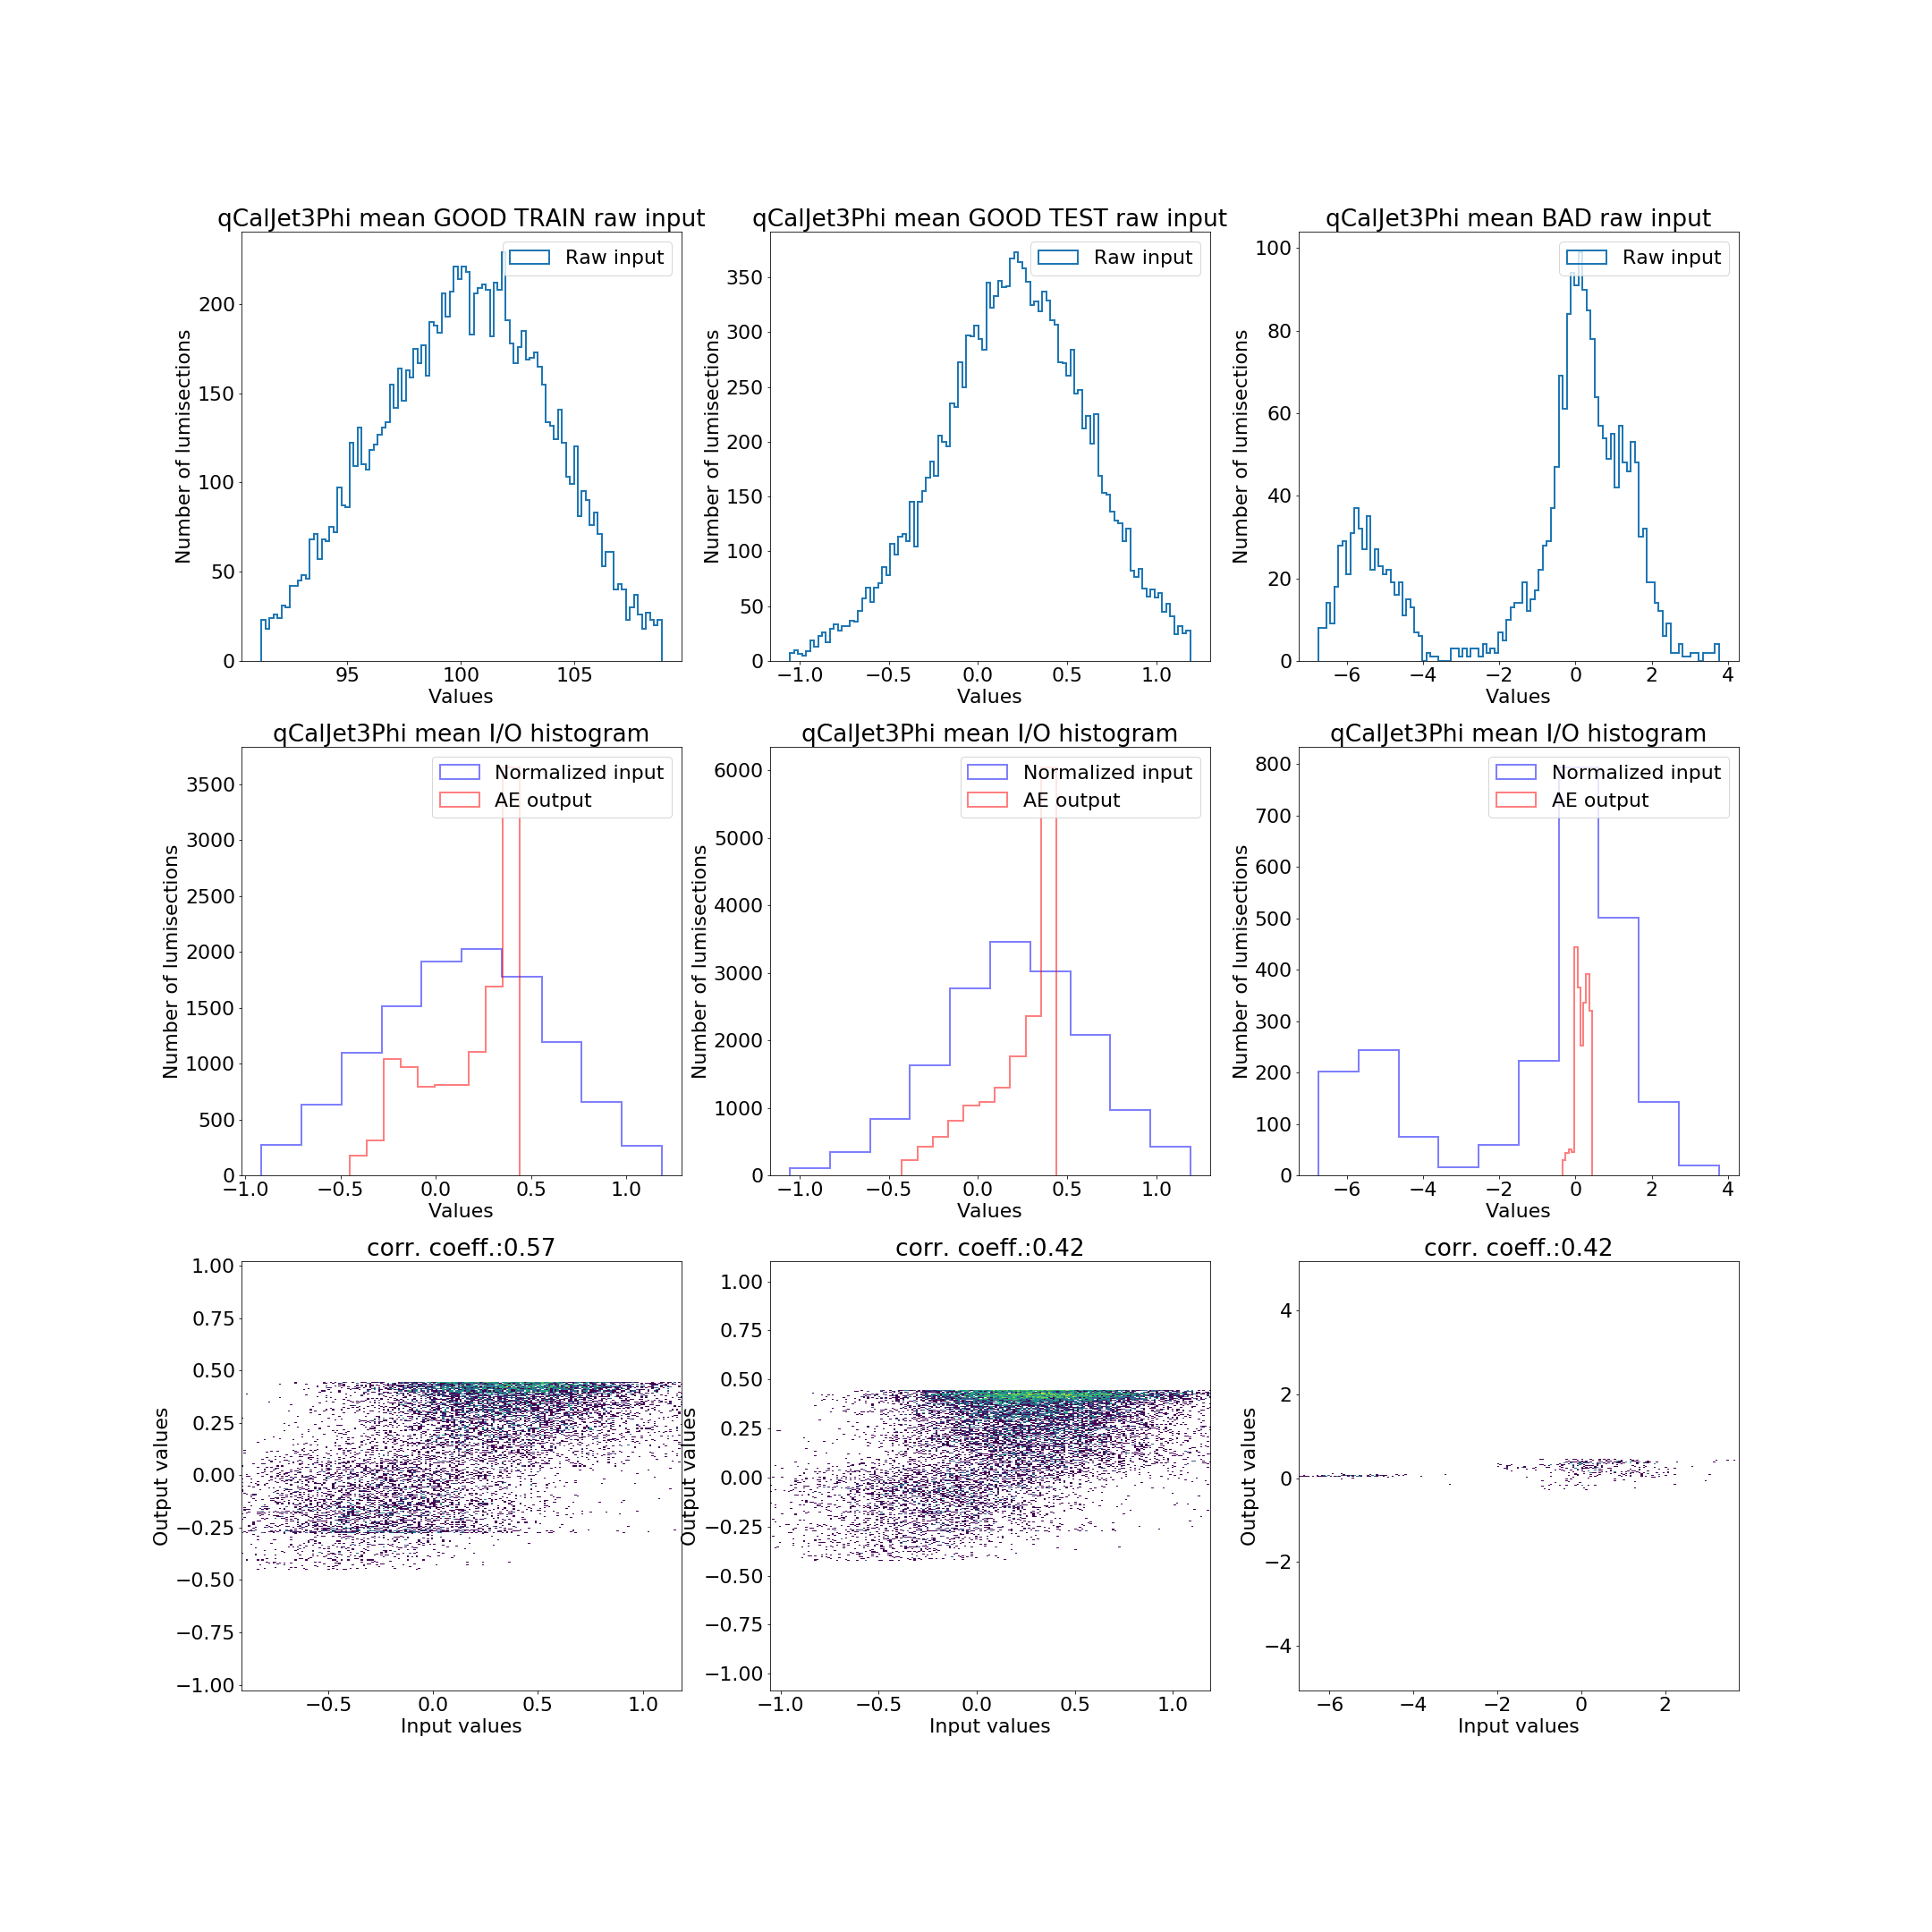 qCalJet3Phi mean GOOD TRAIN raw input
Raw input
200
150
100
50
0
Number of lumisections
95 100 105
Values
qCalJet3Phi mean GOOD TEST raw input
Raw input
350
300
250
200
150
100
50
0
Number of lumisections
−1.0 −0.5 0.0 0.5 1.0
Values
qCalJet3Phi mean BAD raw input
Raw input
100
80
60
40
20
0
Number of lumisections
−6 −4 −2 0 2 4
Values
qCalJet3Phi mean I/O histogram
Normalized input
AE output
3500
3000
2500
2000
1500
1000
500
0
Number of lumisections
−1.0 −0.5 0.0 0.5 1.0
Values
qCalJet3Phi mean I/O histogram
Normalized input
AE output
6000
5000
4000
3000
2000
1000
0
Number of lumisections
−1.0 −0.5 0.0 0.5 1.0
Values
qCalJet3Phi mean I/O histogram
Normalized input
AE output
800
700
600
500
400
300
200
100
0
Number of lumisections
−6 −4 −2 0 2 4
Values
corr. coeff.:0.57
1.00
0.75
0.50
0.25
0.00
−0.25
−0.50
−0.75
−1.00
Output values
−0.5 0.0 0.5 1.0
Input values
corr. coeff.:0.42
1.00
0.75
0.50
0.25
0.00
−0.25
−0.50
−0.75
−1.00
Output values
−1.0 −0.5 0.0 0.5 1.0
Input values
corr. coeff.:0.42
4
2
0
−2
−4
Output values
−6 −4 −2 0 2
Input values